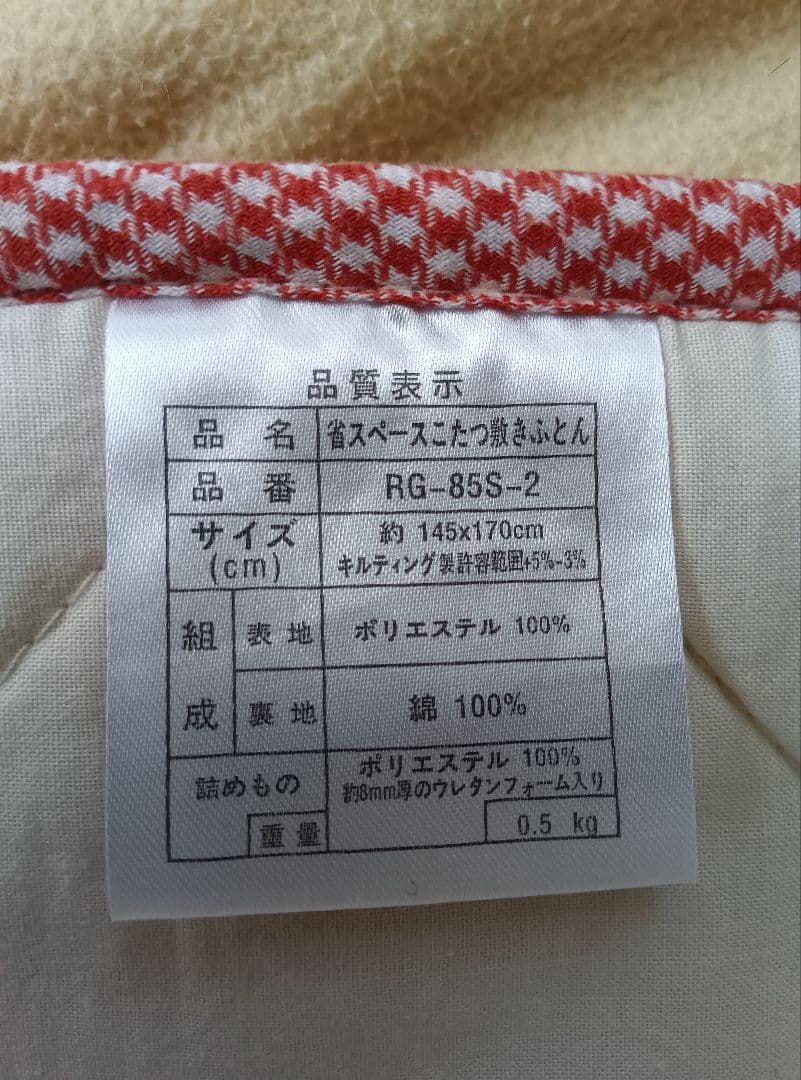 品質表示
品名 省スペースこたつ敷きふとん
品番 RG-85S-2
サイズ 約 145x170cm
(cm) キルティング製許容範囲+5%-3%
組成 表地 ポリエステル 100%
裏地 綿 100%
詰めもの ポリエステル 100%
約8mm厚のウレタンフォーム入り
重量 0.5 kg